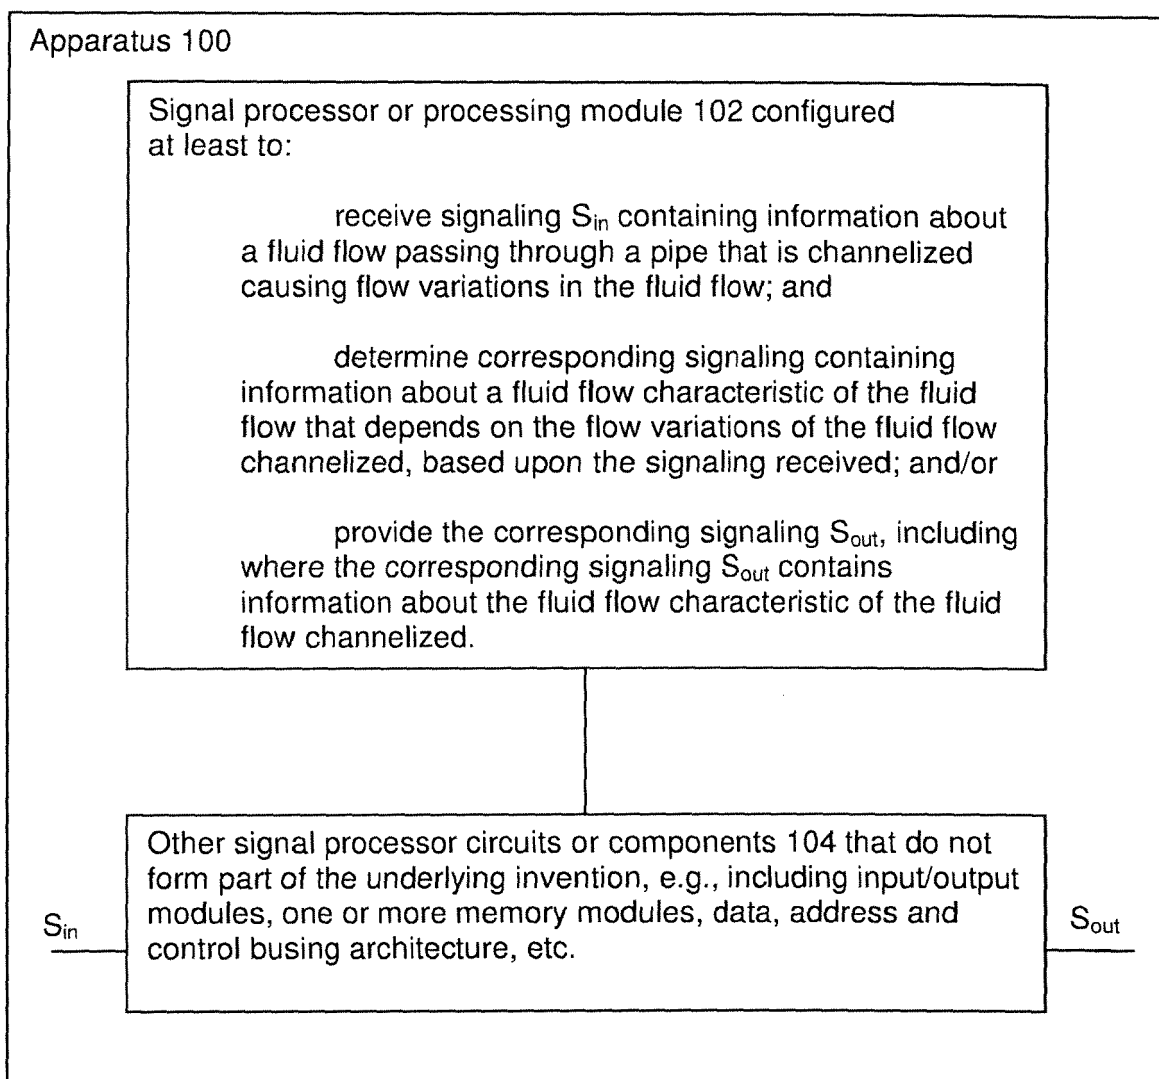 Apparatus 100
Signal processor or processing module 102 configured
at least to:
receive signaling Sin containing information about
a fluid flow passing through a pipe that is channelized
causing flow variations in the fluid flow; and
determine corresponding signaling containing
information about a fluid flow characteristic of the fluid
flow that depends on the flow variations of the fluid flow
channelized, based upon the signaling received; and/or
provide the corresponding signaling Sout, including
where the corresponding signaling Sout contains
information about the fluid flow characteristic of the fluid
flow channelized.
Other signal processor circuits or components 104 that do not
form part of the underlying invention, e.g., including input/output
modules, one or more memory modules, data, address and
control busing architecture, etc.
Sin
Sout